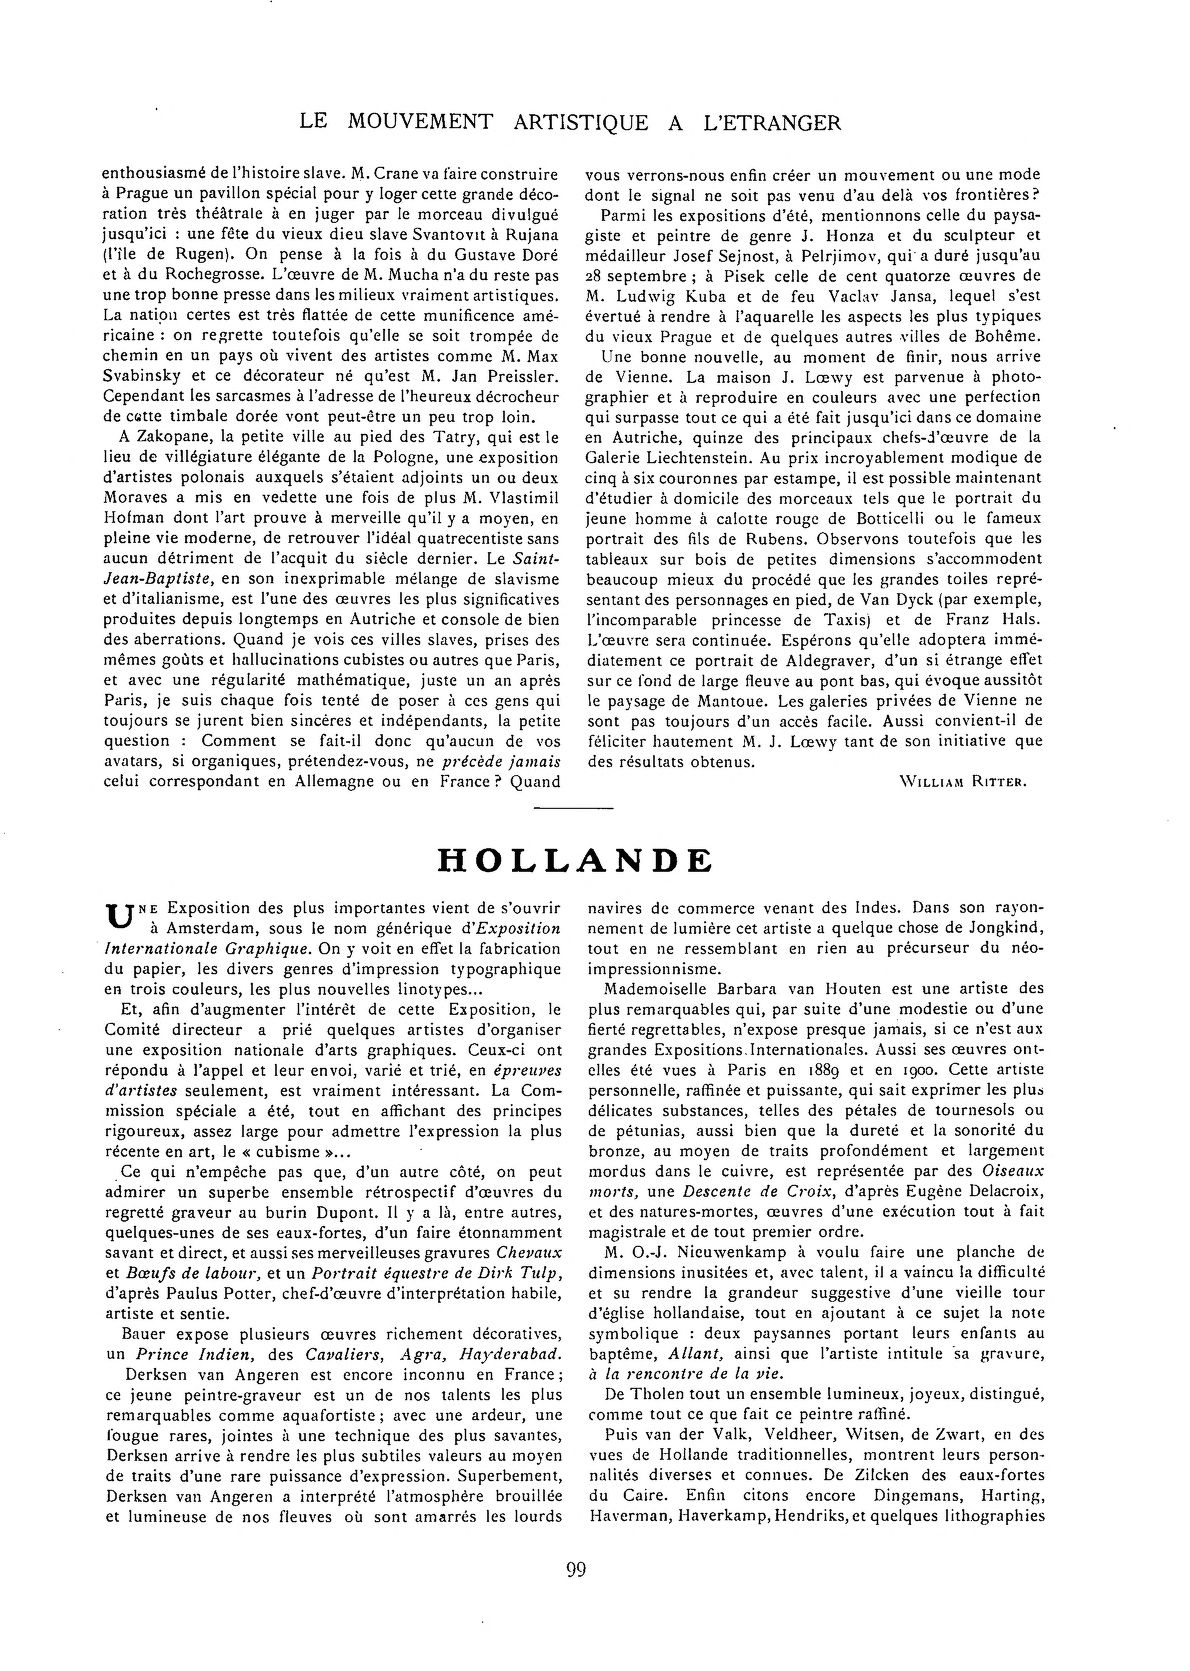 LE MOUVEMENT ARTISTIQUE A L'ETRANGER
enthousiasmé de l'histoire slave. M. Crane va faire construire
à Prague un pavillon spécial pour y loger cette grande déco-
ration très théâtrale à en juger par le morceau divulgué
jusqu'ici : une fête du vieux dieu slave Svantovit à Rujana
(l'île de Rugen). On pense à la fois à du Gustave Doré
et à du Rochegrosse. L'œuvre de M. Mucha n'a du reste pas
une trop bonne presse dans les milieux vraiment artistiques.
La nation certes est très flattée de cette munificence amé-
ricaine : on regrette toutefois qu'elle se soit trompée de
chemin en un pays où vivent des artistes comme M. Max
Svabinsky et ce décorateur né qu'est M. Jan Preissler.
Cependant les sarcasmes à l'adresse de l'heureux décrocheur
de cette timbale dorée vont peut-être un peu trop loin.
A Zakopane, la petite ville au pied des Tatry, qui est le
lieu de villégiature élégante de la Pologne, une exposition
d'artistes polonais auxquels s'étaient adjoints un ou deux
Moraves a mis en vedette une fois de plus M. Vlastimil
Hofman dont l'art prouve à merveille qu'il y a moyen, en
pleine vie moderne, de retrouver l'idéal quatrecentiste sans
aucun détriment de l'acquit du siècle dernier. Le Saint-
Jean-Baptiste, en son inexprimable mélange de slavisme
et d'italianisme, est l'une des œuvres les plus significatives
produites depuis longtemps en Autriche et console de bien
des aberrations. Quand je vois ces villes slaves, prises des
mêmes goûts et hallucinations cubistes ou autres que Paris,
et avec une régularité mathématique, juste un an après
Paris, je suis chaque fois tenté de poser à ces gens qui
toujours se jurent bien sincères et indépendants, la petite
question : Comment se fait-il donc qu'aucun de vos
avatars, si organiques, prétendez-vous, ne précède jamais
celui correspondant en Allemagne ou en France ? Quand
vous verrons-nous enfin créer un mouvement ou une mode
dont le signal ne soit pas venu d'au delà vos frontières ?
Parmi les expositions d'été, mentionnons celle du paysa-
giste et peintre de genre J. Honza et du sculpteur et
médailleur Josef Sejnost, à Pelrjimov, qui a duré jusqu'au
28 septembre ; à Pisek celle de cent quatorze œuvres de
M. Ludwig Kuba et de feu Vaclav Jansa, lequel s'est
évertué à rendre à l'aquarelle les aspects les plus typiques
du vieux Prague et de quelques autres villes de Bohême.
Une bonne nouvelle, au moment de finir, nous arrive
de Vienne. La maison J. Lœwy est parvenue à photo-
graphier et à reproduire en couleurs avec une perfection
qui surpasse tout ce qui a été fait jusqu'ici dans ce domaine
en Autriche, quinze des principaux chefs-d'œuvre de la
Galerie Liechtenstein. Au prix incroyablement modique de
cinq à six couronnes par estampe, il est possible maintenant
d'étudier à domicile des morceaux tels que le portrait du
jeune homme à calotte rouge de Botticelli ou le fameux
portrait des fils de Rubens. Observons toutefois que les
tableaux sur bois de petites dimensions s'accommodent
beaucoup mieux du procédé que les grandes toiles repré-
sentant des personnages en pied, de Van Dyck (par exemple,
l'incomparable princesse de Taxis) et de Franz Hals.
L'œuvre sera continuée. Espérons qu'elle adoptera immé-
diatement ce portrait de Aldegraver, d'un si étrange effet
sur ce fond de large fleuve au pont bas, qui évoque aussitôt
le paysage de Mantoue. Les galeries privées de Vienne ne
sont pas toujours d'un accès facile. Aussi convient-il de
féliciter hautement M. J. Lœwy tant de son initiative que
des résultats obtenus.
WILLIAM RITTER.
HOLLANDE
UNE Exposition des plus importantes vient de s'ouvrir
à Amsterdam, sous le nom générique d'Exposition
Internationale Graphique. On y voit en effet la fabrication
du papier, les divers genres d'impression typographique
en trois couleurs, les plus nouvelles linotypes...
Et, afin d'augmenter l'intérêt de cette Exposition, le
Comité directeur a prié quelques artistes d'organiser
une exposition nationale d'arts graphiques. Ceux-ci ont
répondu à l'appel et leur envoi, varié et trié, en épreuves
d'artistes seulement, est vraiment intéressant. La Com-
mission spéciale a été, tout en affichant des principes
rigoureux, assez large pour admettre l'expression la plus
récente en art, le « cubisme »...
Ce qui n'empêche pas que, d'un autre côté, on peut
admirer un superbe ensemble rétrospectif d'œuvres du
regretté graveur au burin Dupont. Il y a là, entre autres,
quelques-unes de ses eaux-fortes, d'un faire étonnamment
savant et direct, et aussi ses merveilleuses gravures Chevaux
et Bœufs de labour, et un Portrait équestre de Dirk Tulp,
d'après Paulus Potter, chef-d'œuvre d'interprétation habile,
artiste et sentie.
Bauer expose plusieurs œuvres richement décoratives,
un Prince Indien, des Cavaliers, Agra, Hayderabad.
Derksen van Angeren est encore inconnu en France ;
ce jeune peintre-graveur est un de nos talents les plus
remarquables comme aquafortiste ; avec une ardeur, une
fougue rares, jointes à une technique des plus savantes,
Derksen arrive à rendre les plus subtiles valeurs au moyen
de traits d'une rare puissance d'expression. Superbement,
Derksen van Angeren a interprété l'atmosphère brouillée
et lumineuse de nos fleuves où sont amarrés les lourds
navires de commerce venant des Indes. Dans son rayon-
nement de lumière cet artiste a quelque chose de Jongkind,
tout en ne ressemblant en rien au précurseur du néo-
impressionnisme.
Mademoiselle Barbara van Houten est une artiste des
plus remarquables qui, par suite d'une modestie ou d'une
fierté regrettables, n'expose presque jamais, si ce n'est aux
grandes Expositions Internationales. Aussi ses œuvres ont-
elles été vues à Paris en 1889 et en 1900. Cette artiste
personnelle, raffinée et puissante, qui sait exprimer les plus
délicates substances, telles des pétales de tournesols ou
de pétunias, aussi bien que la dureté et la sonorité du
bronze, au moyen de traits profondément et largement
mordus dans le cuivre, est représentée par des Oiseaux
morts, une Descente de Croix, d'après Eugène Delacroix,
et des natures-mortes, œuvres d'une exécution tout à fait
magistrale et de tout premier ordre.
M. O.-J. Nieuwenkamp à voulu faire une planche de
dimensions inusitées et, avec talent, il a vaincu la difficulté
et su rendre la grandeur suggestive d'une vieille tour
d'église hollandaise, tout en ajoutant à ce sujet la note
symbolique : deux paysannes portant leurs enfants au
baptême, Allant, ainsi que l'artiste intitule sa gravure,
à la rencontre de la vie.
De Tholen tout un ensemble lumineux, joyeux, distingué,
comme tout ce que fait ce peintre raffiné.
Puis van der Valk, Veldheer, Witsen, de Zwart, en des
vues de Hollande traditionnelles, montrent leurs person-
nalités diverses et connues. De Zilcken des eaux-fortes
du Caire. Enfin citons encore Dingemans, Harting,
Haverman, Haverkamp, Hendriks, et quelques lithographies
99